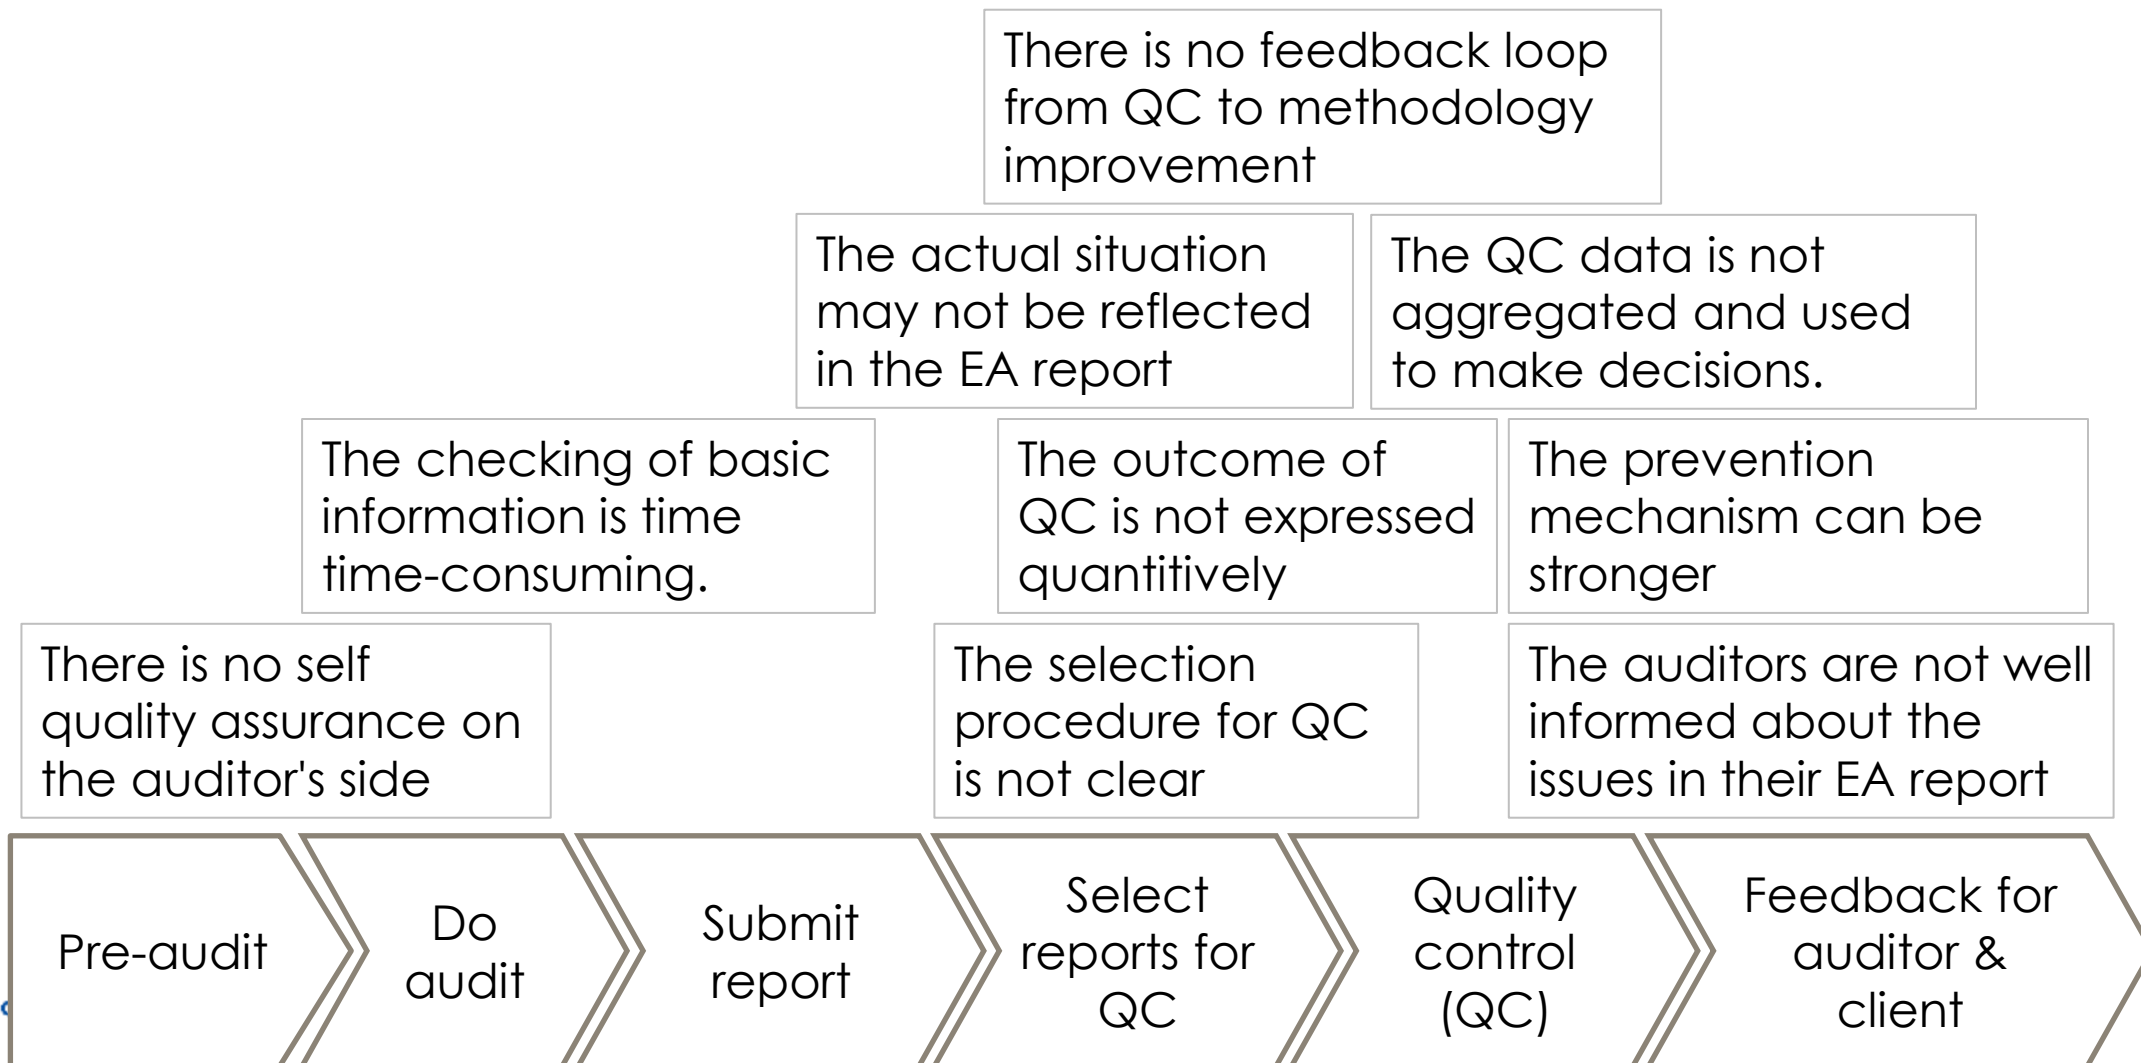 There is no feedback loop
from QC to methodology
improvement
The actual situation
may not be reflected
in the EA report
The QC data is not
aggregated and used
to make decisions.
The checking of basic
information is time
time-consuming.
The outcome of
QC is not expressed
quantitively
The prevention
mechanism can be
stronger
There is no self
quality assurance on
the auditor's side
The selection
procedure for QC
is not clear
The auditors are not well
informed about the
issues in their EA report
Pre-audit
Do
audit
Submit
report
Select
reports for
QC
Quality
control
(QC)
Feedback for
auditor &
client